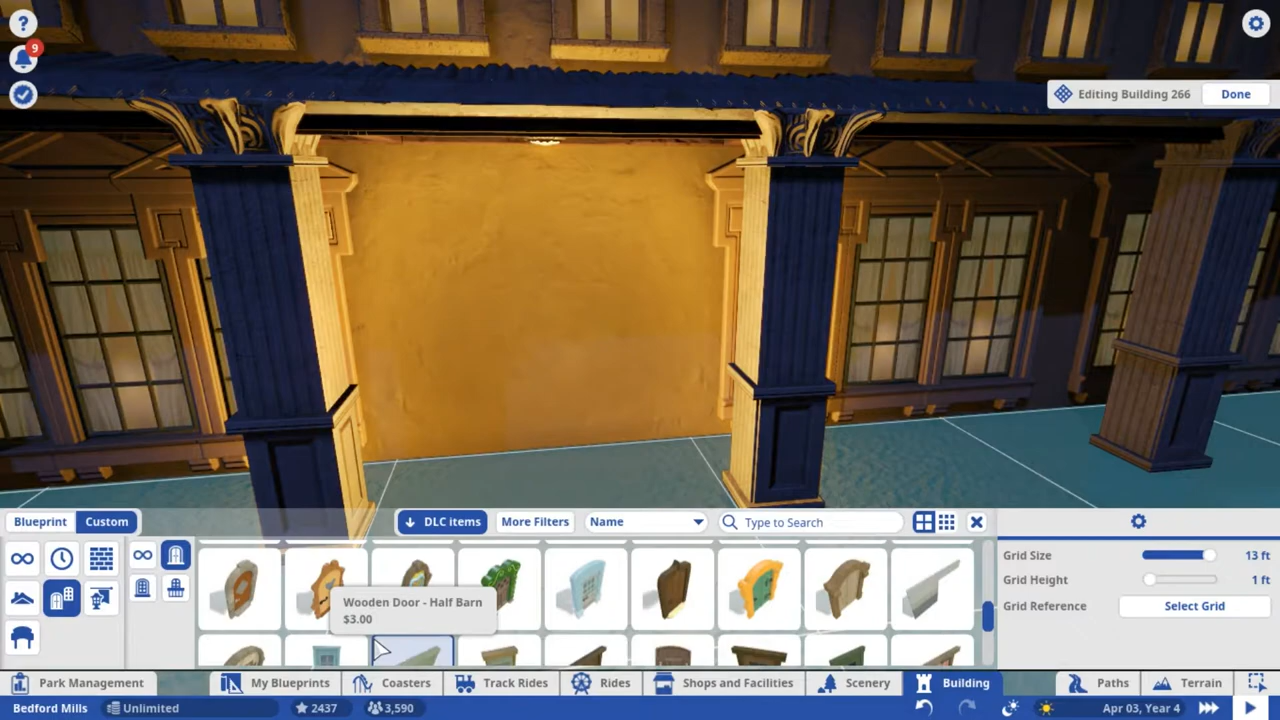 ?
9
Editing Building 266
Done
Blueprint
Custom
DLC items
More Filters
Name
Type to Search
Wooden Door - Half Barn
$3.00
Grid Size
13 ft
Grid Height
1 ft
Grid Reference
Select Grid
Park Management
My Blueprints
Coasters
Track Rides
Rides
Shops and Facilities
Scenery
Building
Paths
Terrain
Bedford Mills
Unlimited
2437
3,590
Apr 03, Year 4